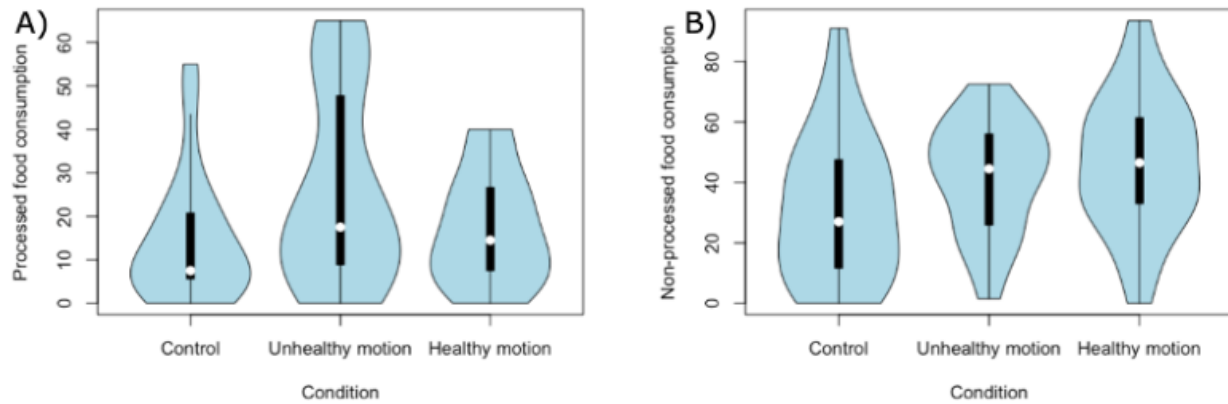 A)
Processed food consumption
60
50
40
30
20
10
0
Control
Unhealthy motion
Healthy motion
Condition
B)
Non-processed food consumption
80
60
40
20
0
Control
Unhealthy motion
Healthy motion
Condition